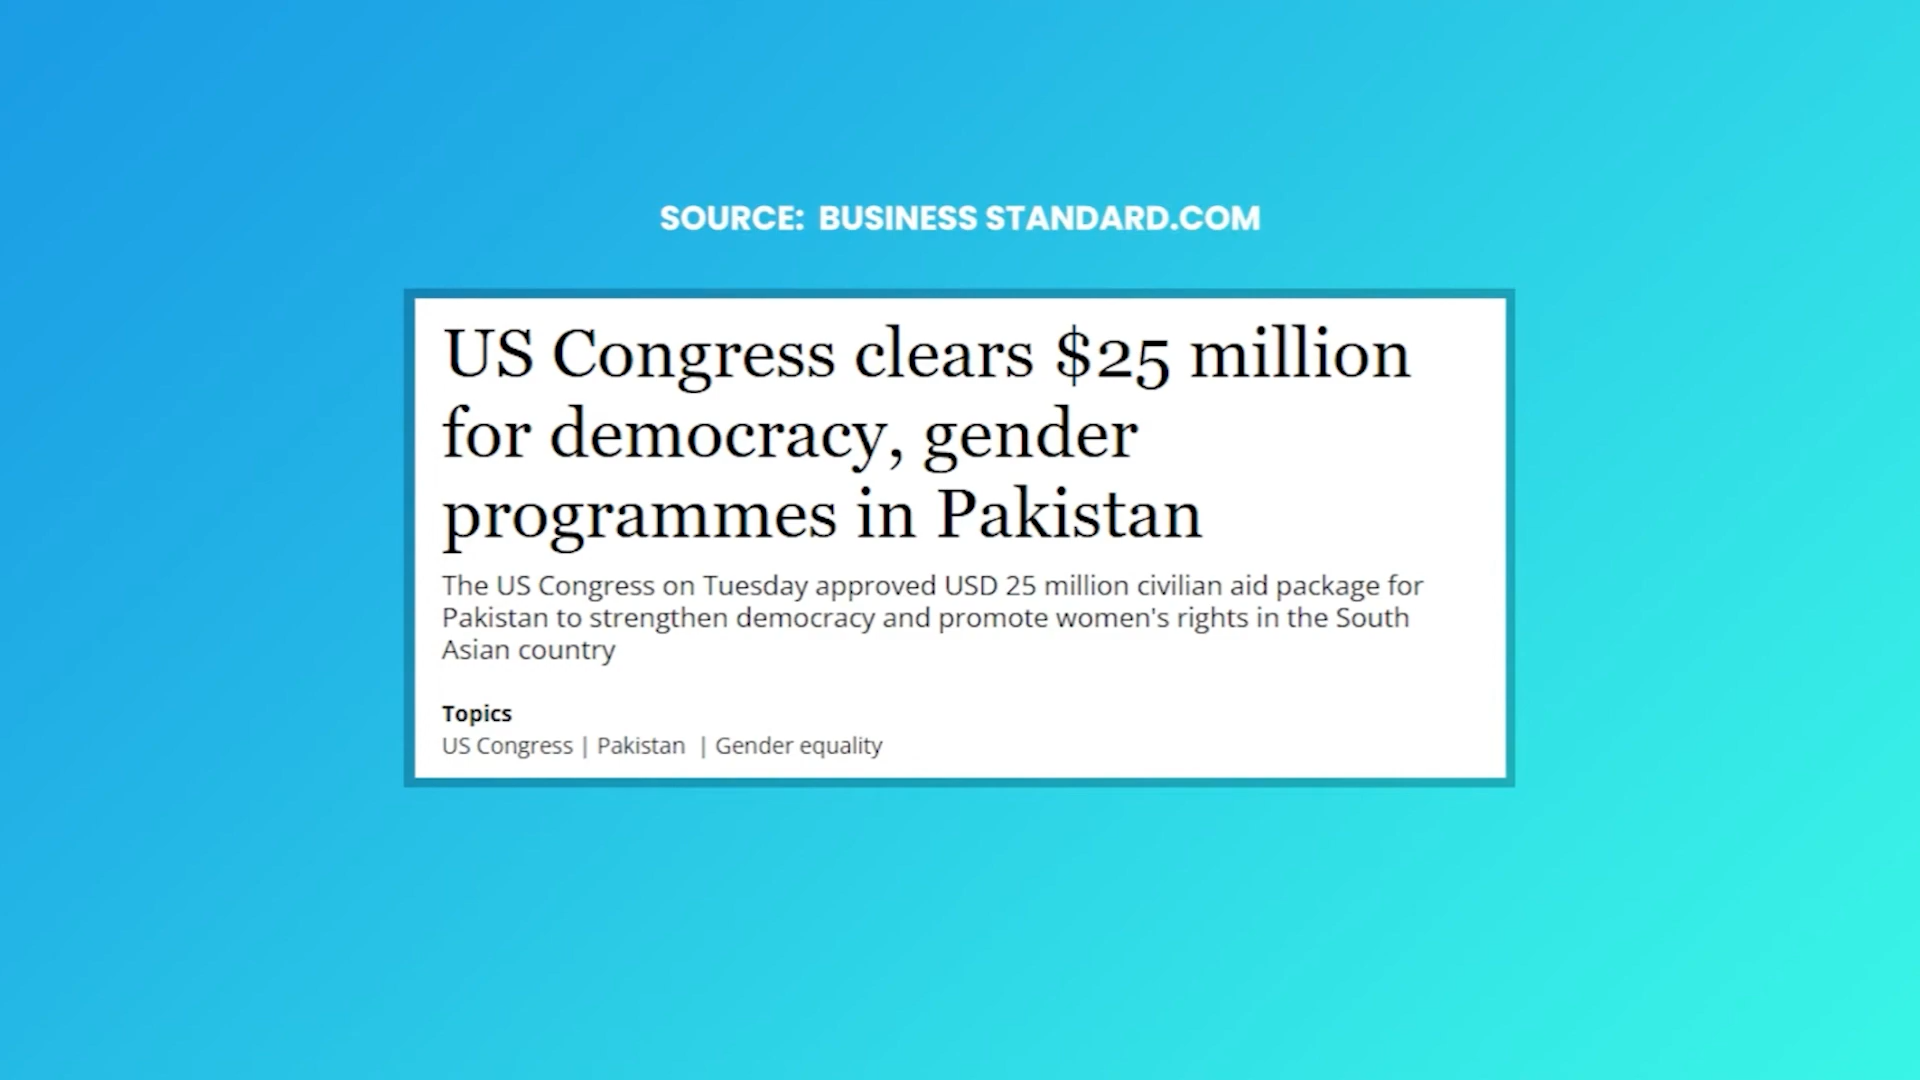 SOURCE: BUSINESS STANDARD.COM
US Congress clears $25 million
for democracy, gender
programmes in Pakistan
The US Congress on Tuesday approved USD 25 million civilian aid package for
Pakistan to strengthen democracy and promote women's rights in the South
Asian country
Topics
US Congress | Pakistan | Gender equality